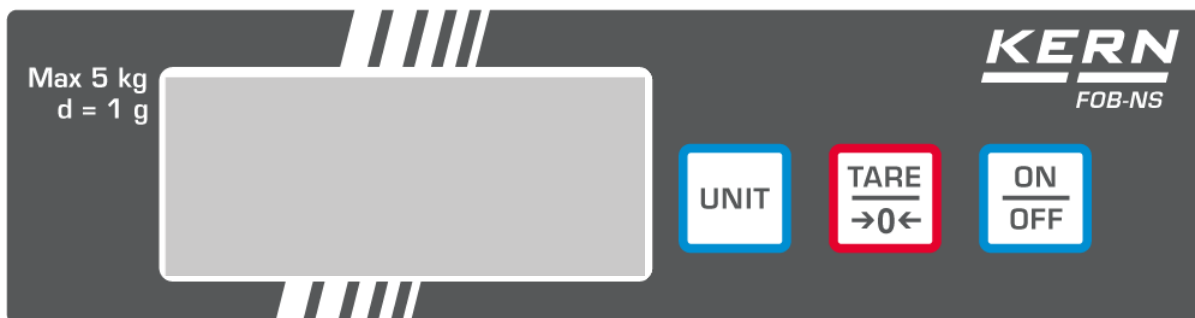 Max 5 kg
d = 1 g
KERN
FOB-NS
UNIT
TARE
→0←
ON
OFF